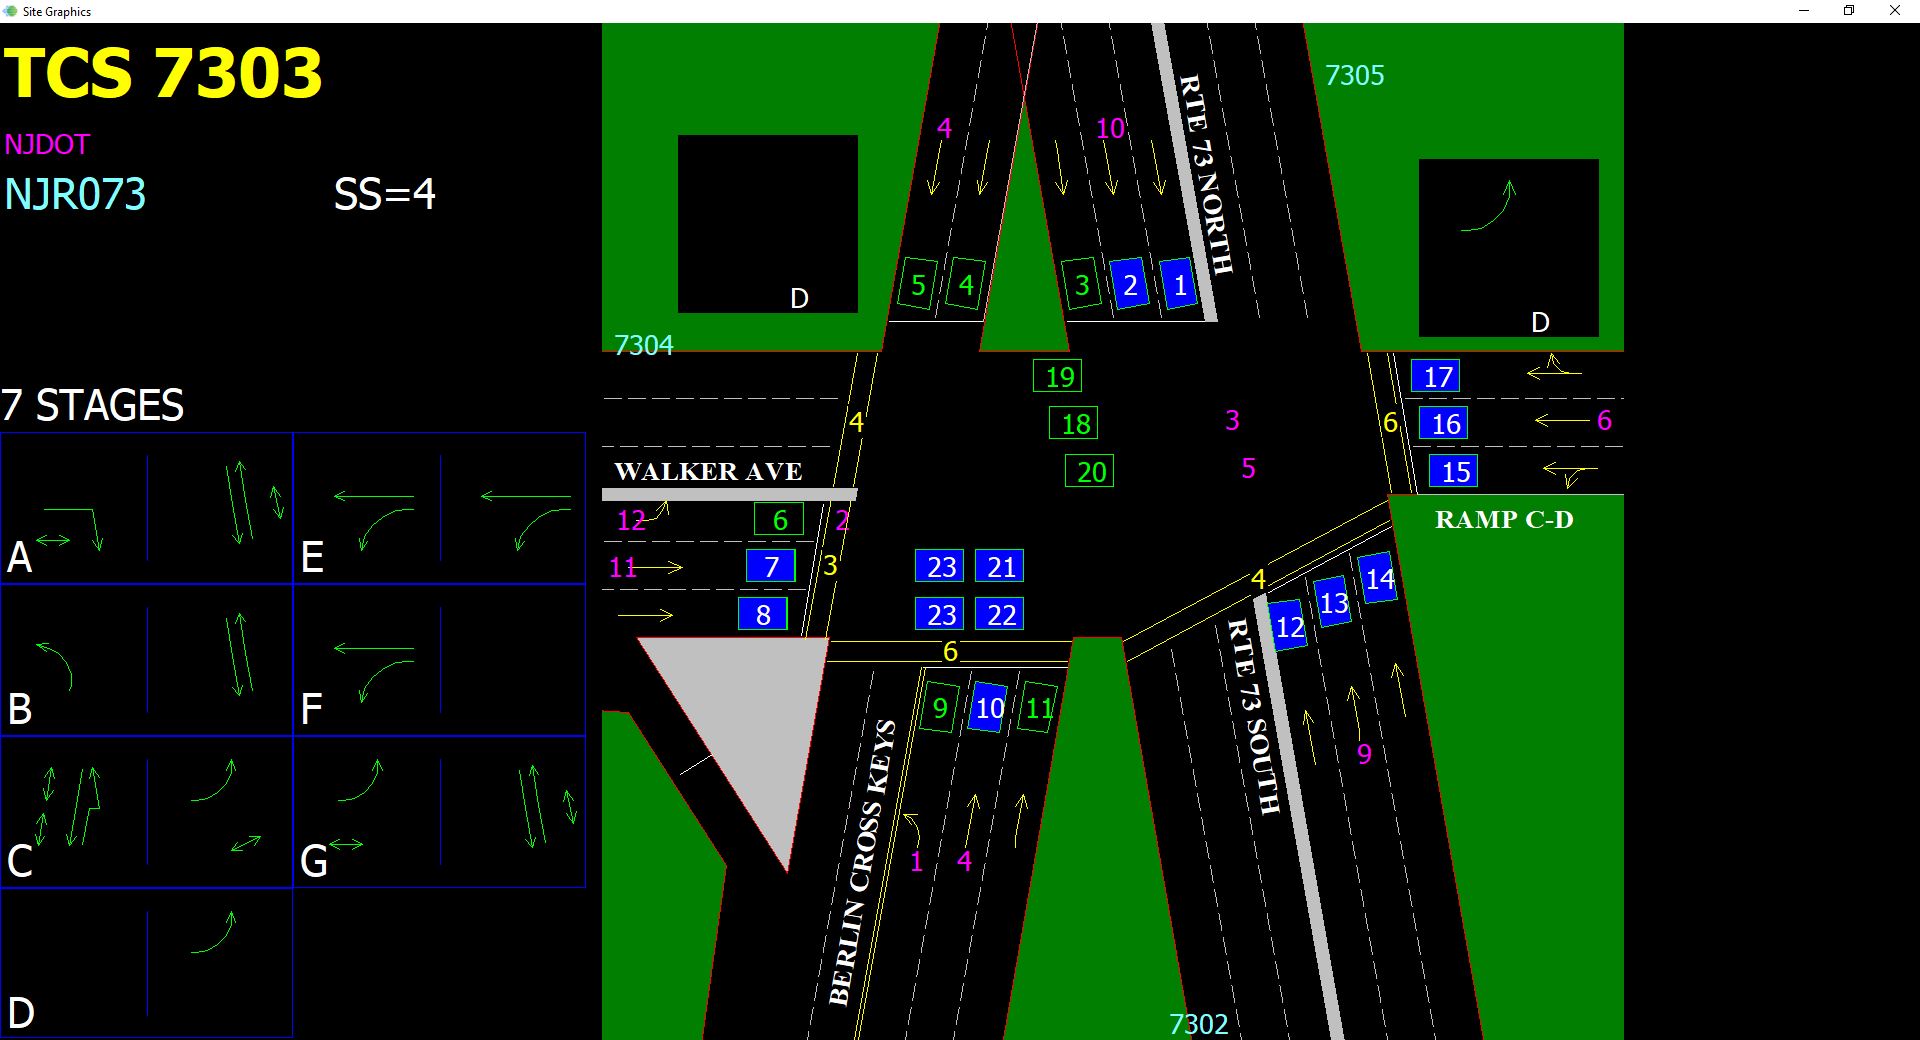 Site Graphics
TCS 7303
NJDOT
NJR073 SS=4
7 STAGES
A
E
B
F
C
G
D
7305
4
10
RTE 73 NORTH
D
D
5
4
3
2
1
7304
19
17
18
3
4
6
16
6
20
5
15
WALKER AVE
12
6
2
RAMP C-D
11
7
3
23
21
4
14
8
23
22
13
12
6
RTE 73 SOUTH
9
10
11
BERLIN CROSS KEYS
9
1
4
7302